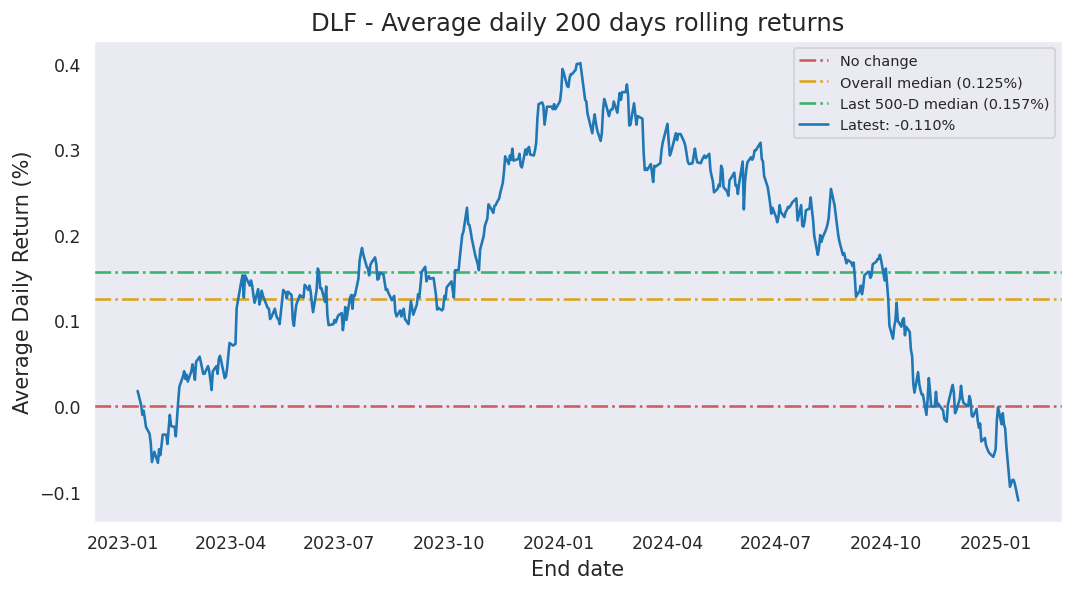 DLF - Average daily 200 days rolling returns
No change
Overall median (0.125%)
Last 500-D median (0.157%)
Latest: -0.110%
Average Daily Return (%)
0.4
0.3
0.2
0.1
0.0
−0.1
2023-01 2023-04 2023-07 2023-10 2024-01 2024-04 2024-07 2024-10 2025-01
End date